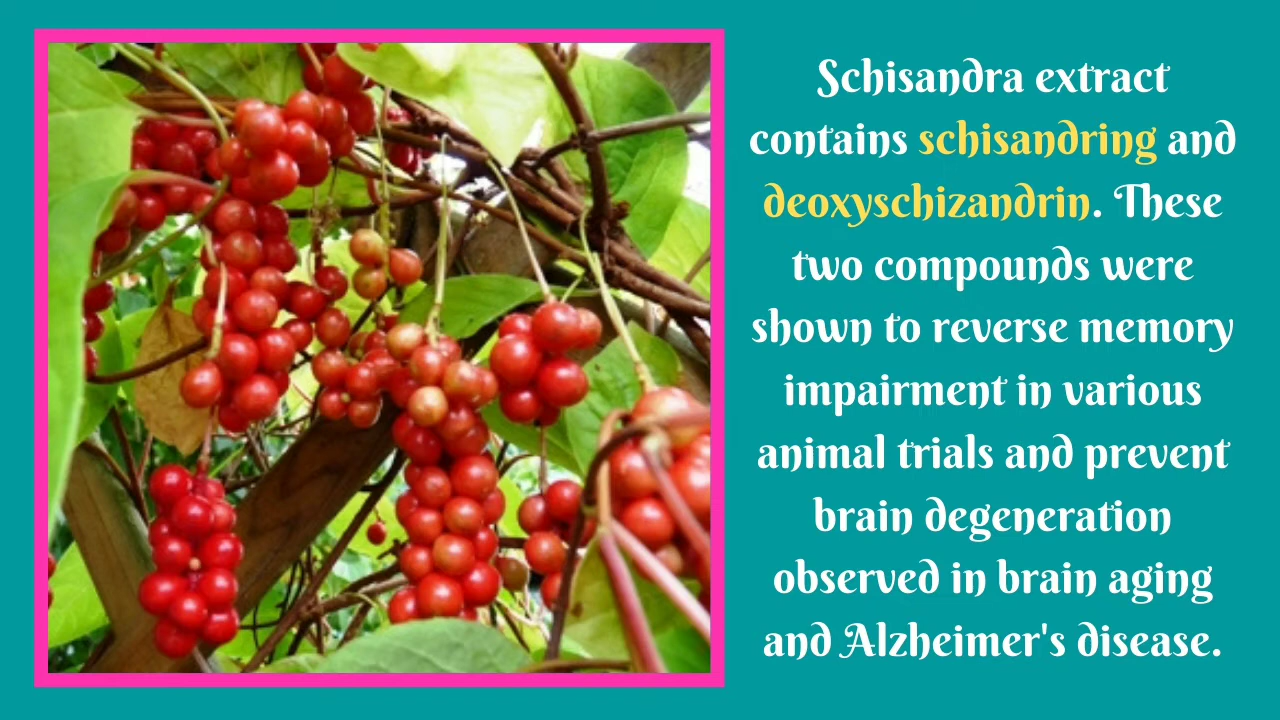 Schisandra extract
contains schisandring and
deoxyschizandrin. These
two compounds were
shown to reverse memory
impairment in various
animal trials and prevent
brain degeneration
observed in brain aging
and Alzheimer's disease.